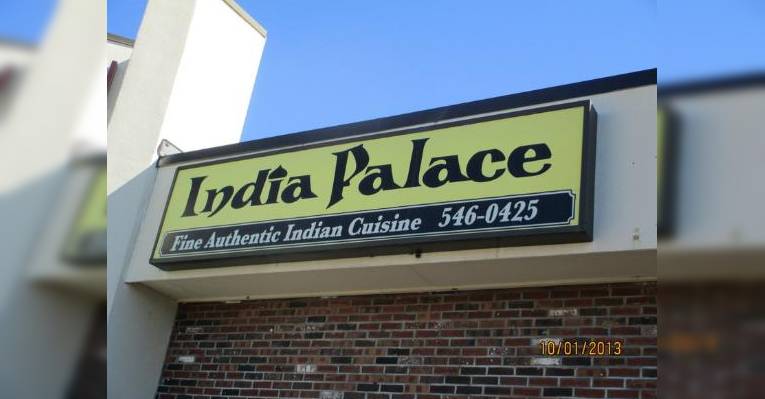 India Palace
Fine Authentic Indian Cuisine 546-0425
10/01/2013